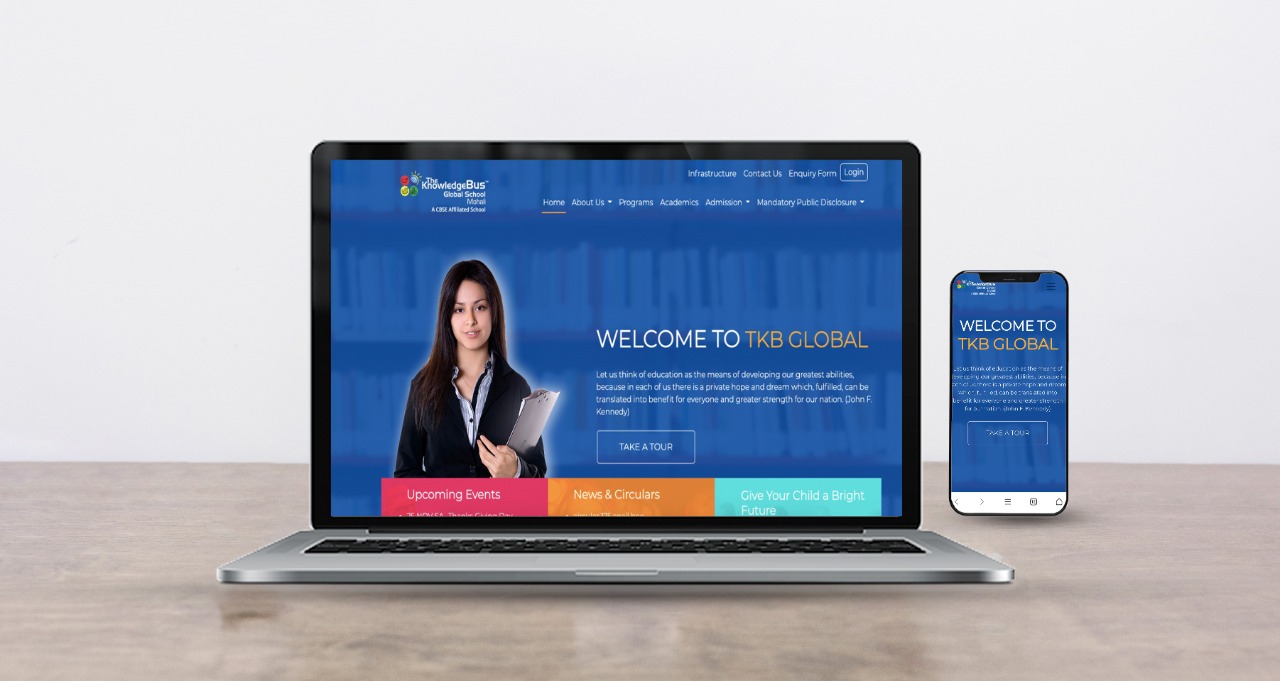 The
KnowledgeBus
Global School
Mohali
A CBSE Affiliated School
Infrastructure Contact Us Enquiry Form Login
Home About Us Programs Academics Admission Mandatory Public Disclosure
WELCOME TO TKB GLOBAL
Let us think of education as the means of developing our greatest abilities,
because in each of us there is a private hope and dream which, fulfilled, can be
translated into benefit for everyone and greater strength for our nation. (John F.
Kennedy)
TAKE A TOUR
Upcoming Events
News & Circulars
Give Your Child a Bright
Future
WELCOME TO
TKB GLOBAL
Let us think of education as the means of
developing our greatest abilities, because in
each of us there is a private hope and dream
which, fulfilled, can be translated into
benefit for everyone and greater strength
for our nation. (John F. Kennedy)
TAKE A TOUR